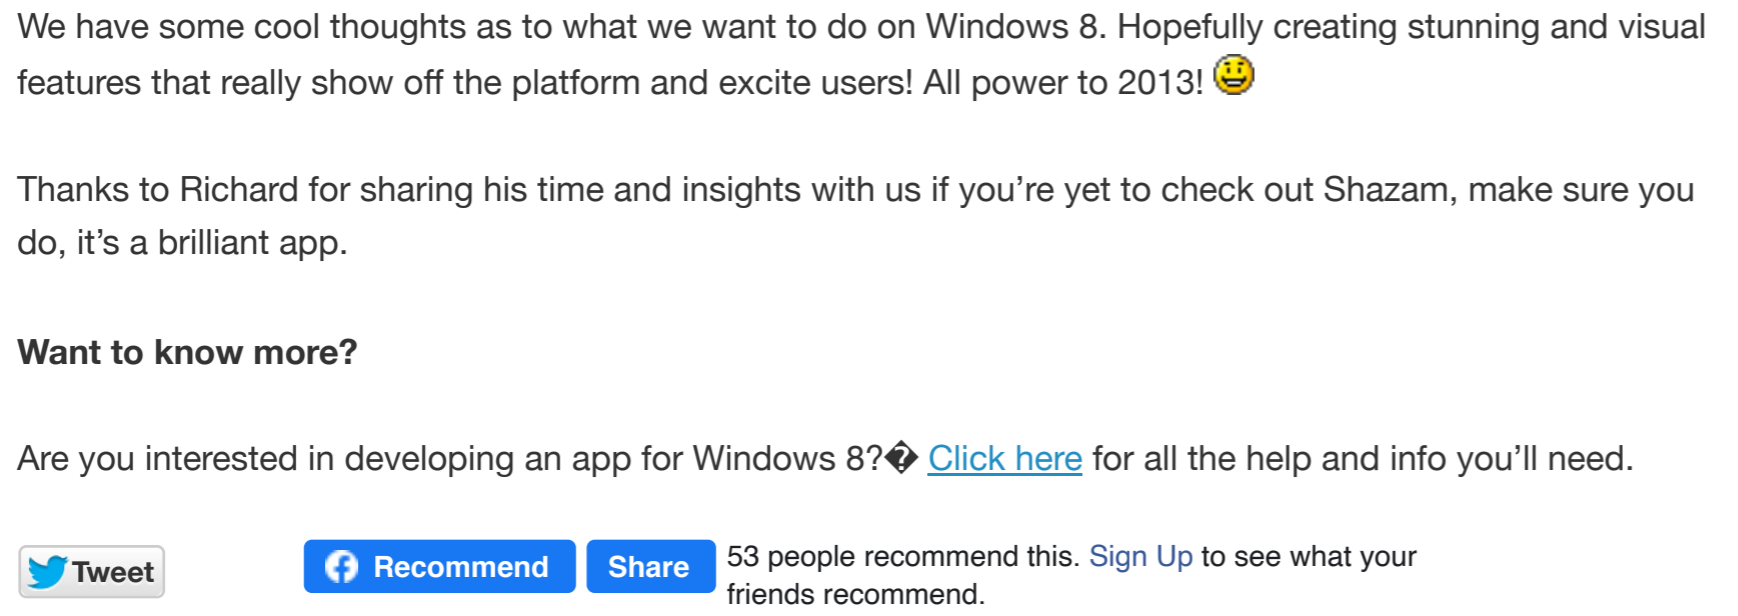 We have some cool thoughts as to what we want to do on Windows 8. Hopefully creating stunning and visual
features that really show off the platform and excite users! All power to 2013!
Thanks to Richard for sharing his time and insights with us if you’re yet to check out Shazam, make sure you
do, it’s a brilliant app.
Want to know more?
Are you interested in developing an app for Windows 8?� Click here for all the help and info you’ll need.
Tweet
Recommend
Share
53 people recommend this. Sign Up to see what your
friends recommend.